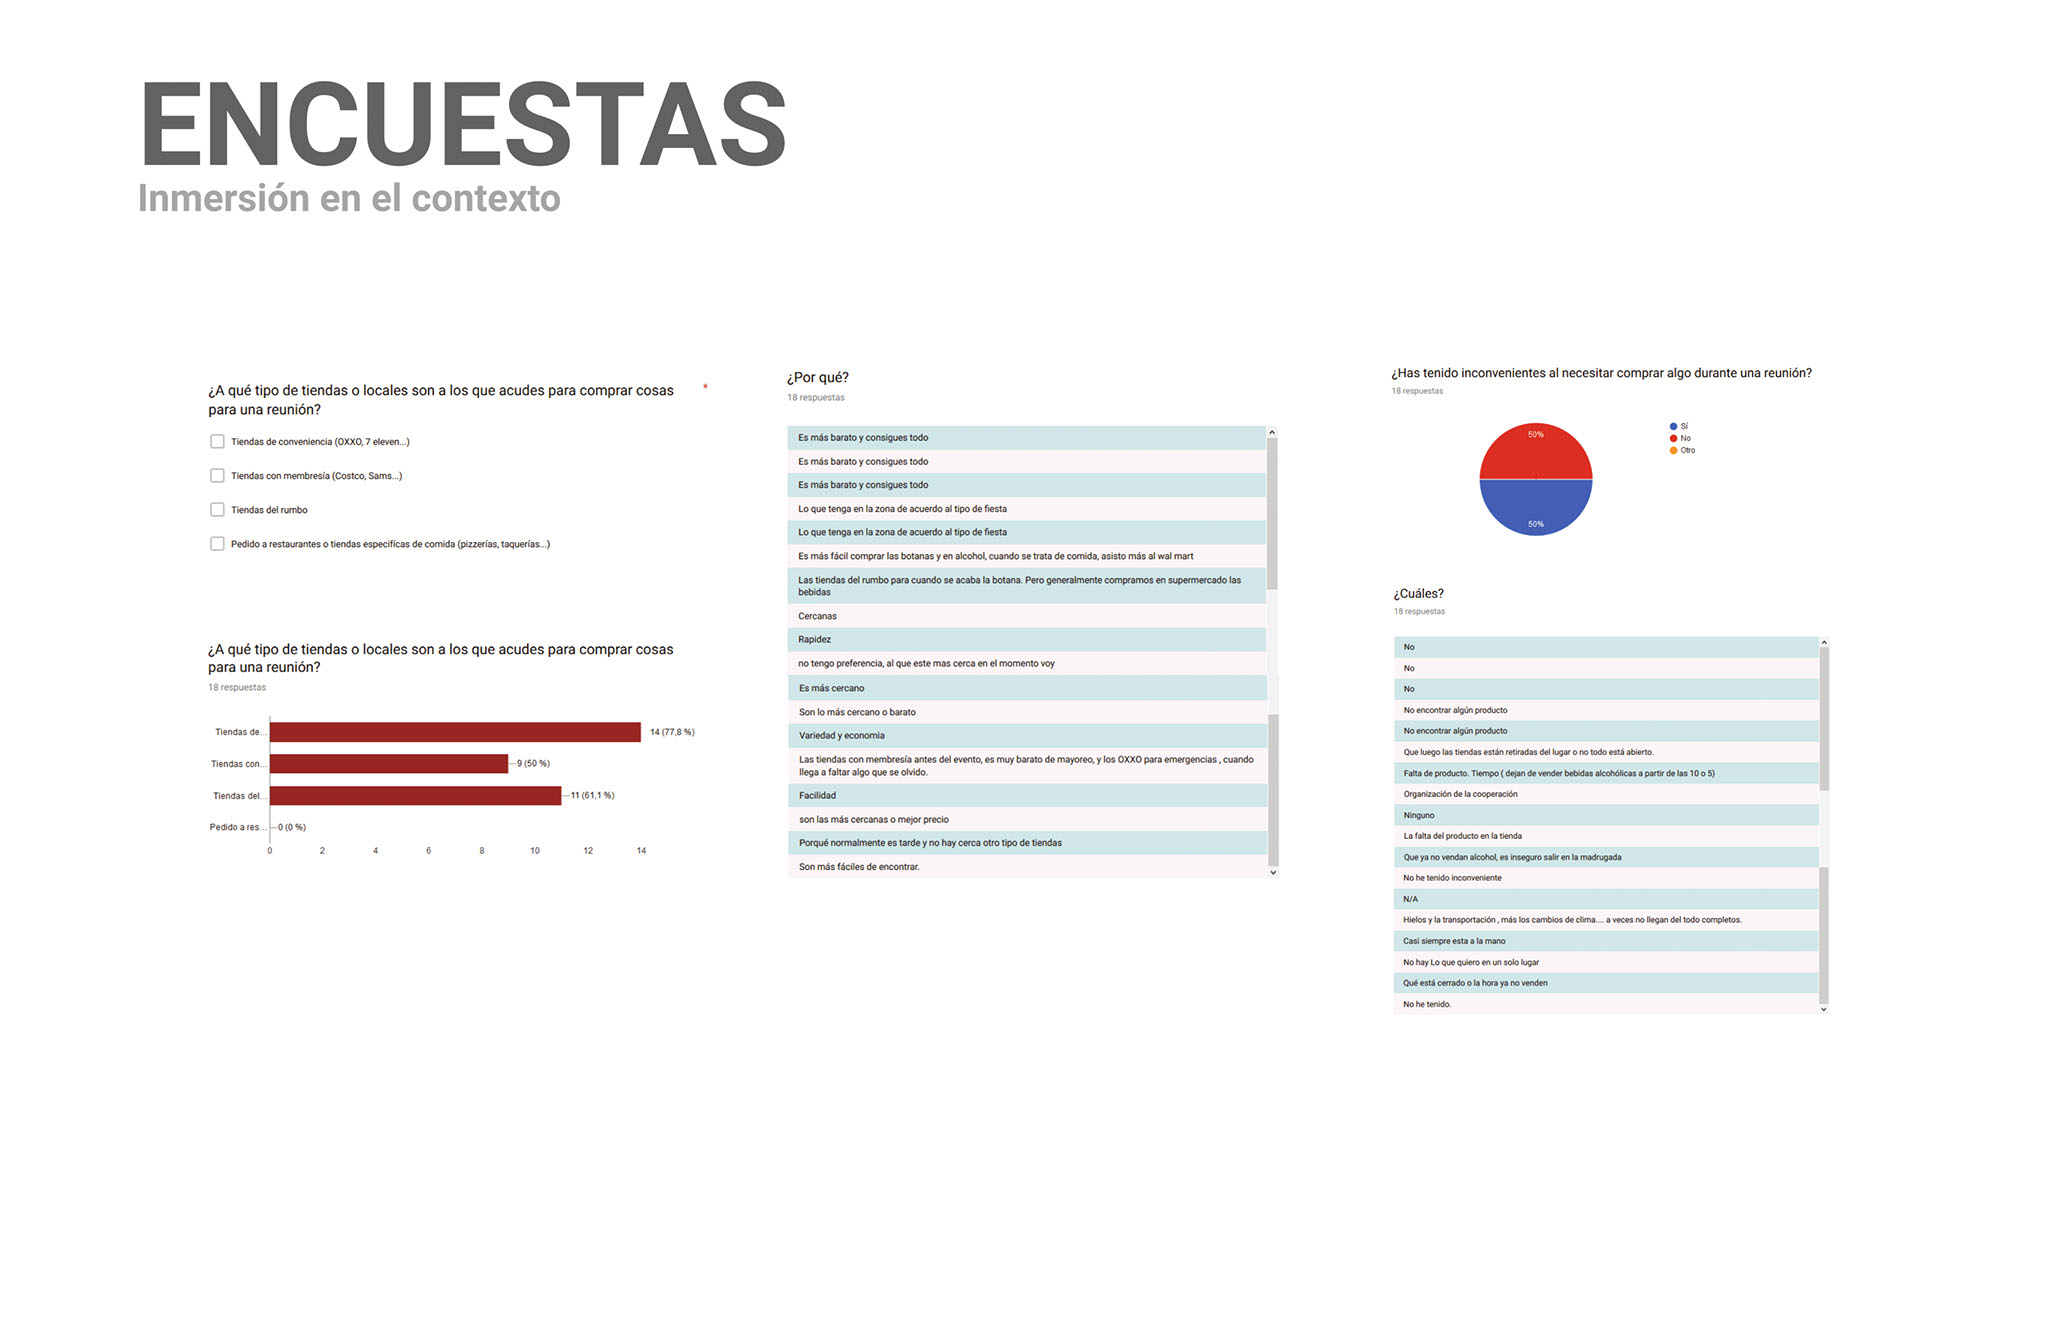 ENCUESTAS
Inmersión en el contexto
¿A qué tipo de tiendas o locales son a los que acudes para comprar cosas *
para una reunión?
Tiendas de conveniencia (OXXO, 7 eleven...)
Tiendas con membresía (Costco, Sams...)
Tiendas del rumbo
Pedido a restaurantes o tiendas especifícas de comida (pizzerías, taquerías...)
¿A qué tipo de tiendas o locales son a los que acudes para comprar cosas
para una reunión?
18 respuestas
Tiendas de... 14 (77,8 %)
Tiendas con... 9 (50 %)
Tiendas del... 11 (61,1 %)
Pedido a res... 0 (0 %)
0 2 4 6 8 10 12 14
¿Por qué?
18 respuestas
Es más barato y consigues todo
Es más barato y consigues todo
Es más barato y consigues todo
Lo que tenga en la zona de acuerdo al tipo de fiesta
Lo que tenga en la zona de acuerdo al tipo de fiesta
Es más fácil comprar las botanas y en alcohol, cuando se trata de comida, asisto más al wal mart
Las tiendas del rumbo para cuando se acaba la botana. Pero generalmente compramos en supermercado las
bebidas
Cercanas
Rapidez
no tengo preferencia, al que este mas cerca en el momento voy
Es más cercano
Son lo más cercano o barato
Variedad y economia
Las tiendas con membresía antes del evento, es muy barato de mayoreo, y los OXXO para emergencias , cuando
llega a faltar algo que se olvido.
Facilidad
son las más cercanas o mejor precio
Porqué normalmente es tarde y no hay cerca otro tipo de tiendas
Son más fáciles de encontrar.
¿Has tenido inconvenientes al necesitar comprar algo durante una reunión?
18 respuestas
50%
50%
Sí
No
Otro
¿Cuáles?
18 respuestas
No
No
No
No encontrar algún producto
No encontrar algún producto
Que luego las tiendas están retiradas del lugar o no todo está abierto.
Falta de producto. Tiempo ( dejan de vender bebidas alcohólicas a partir de las 10 o 5)
Organización de la cooperación
Ninguno
La falta del producto en la tienda
Que ya no vendan alcohol, es inseguro salir en la madrugada
No he tenido inconveniente
N/A
Hielos y la transportación , más los cambios de clima.... a veces no llegan del todo completos.
Casi siempre esta a la mano
No hay Lo que quiero en un solo lugar
Qué está cerrado o la hora ya no venden
No he tenido.